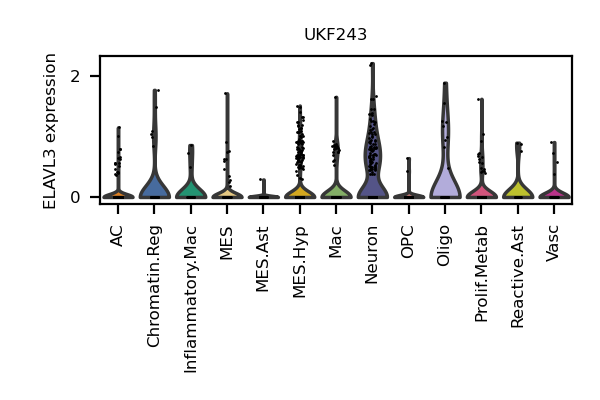 UKF243
ELAVL3 expression
2
0
AC
Chromatin.Reg
Inflammatory.Mac
MES
MES.Ast
MES.Hyp
Mac
Neuron
OPC
Oligo
Prolif.Metab
Reactive.Ast
Vasc